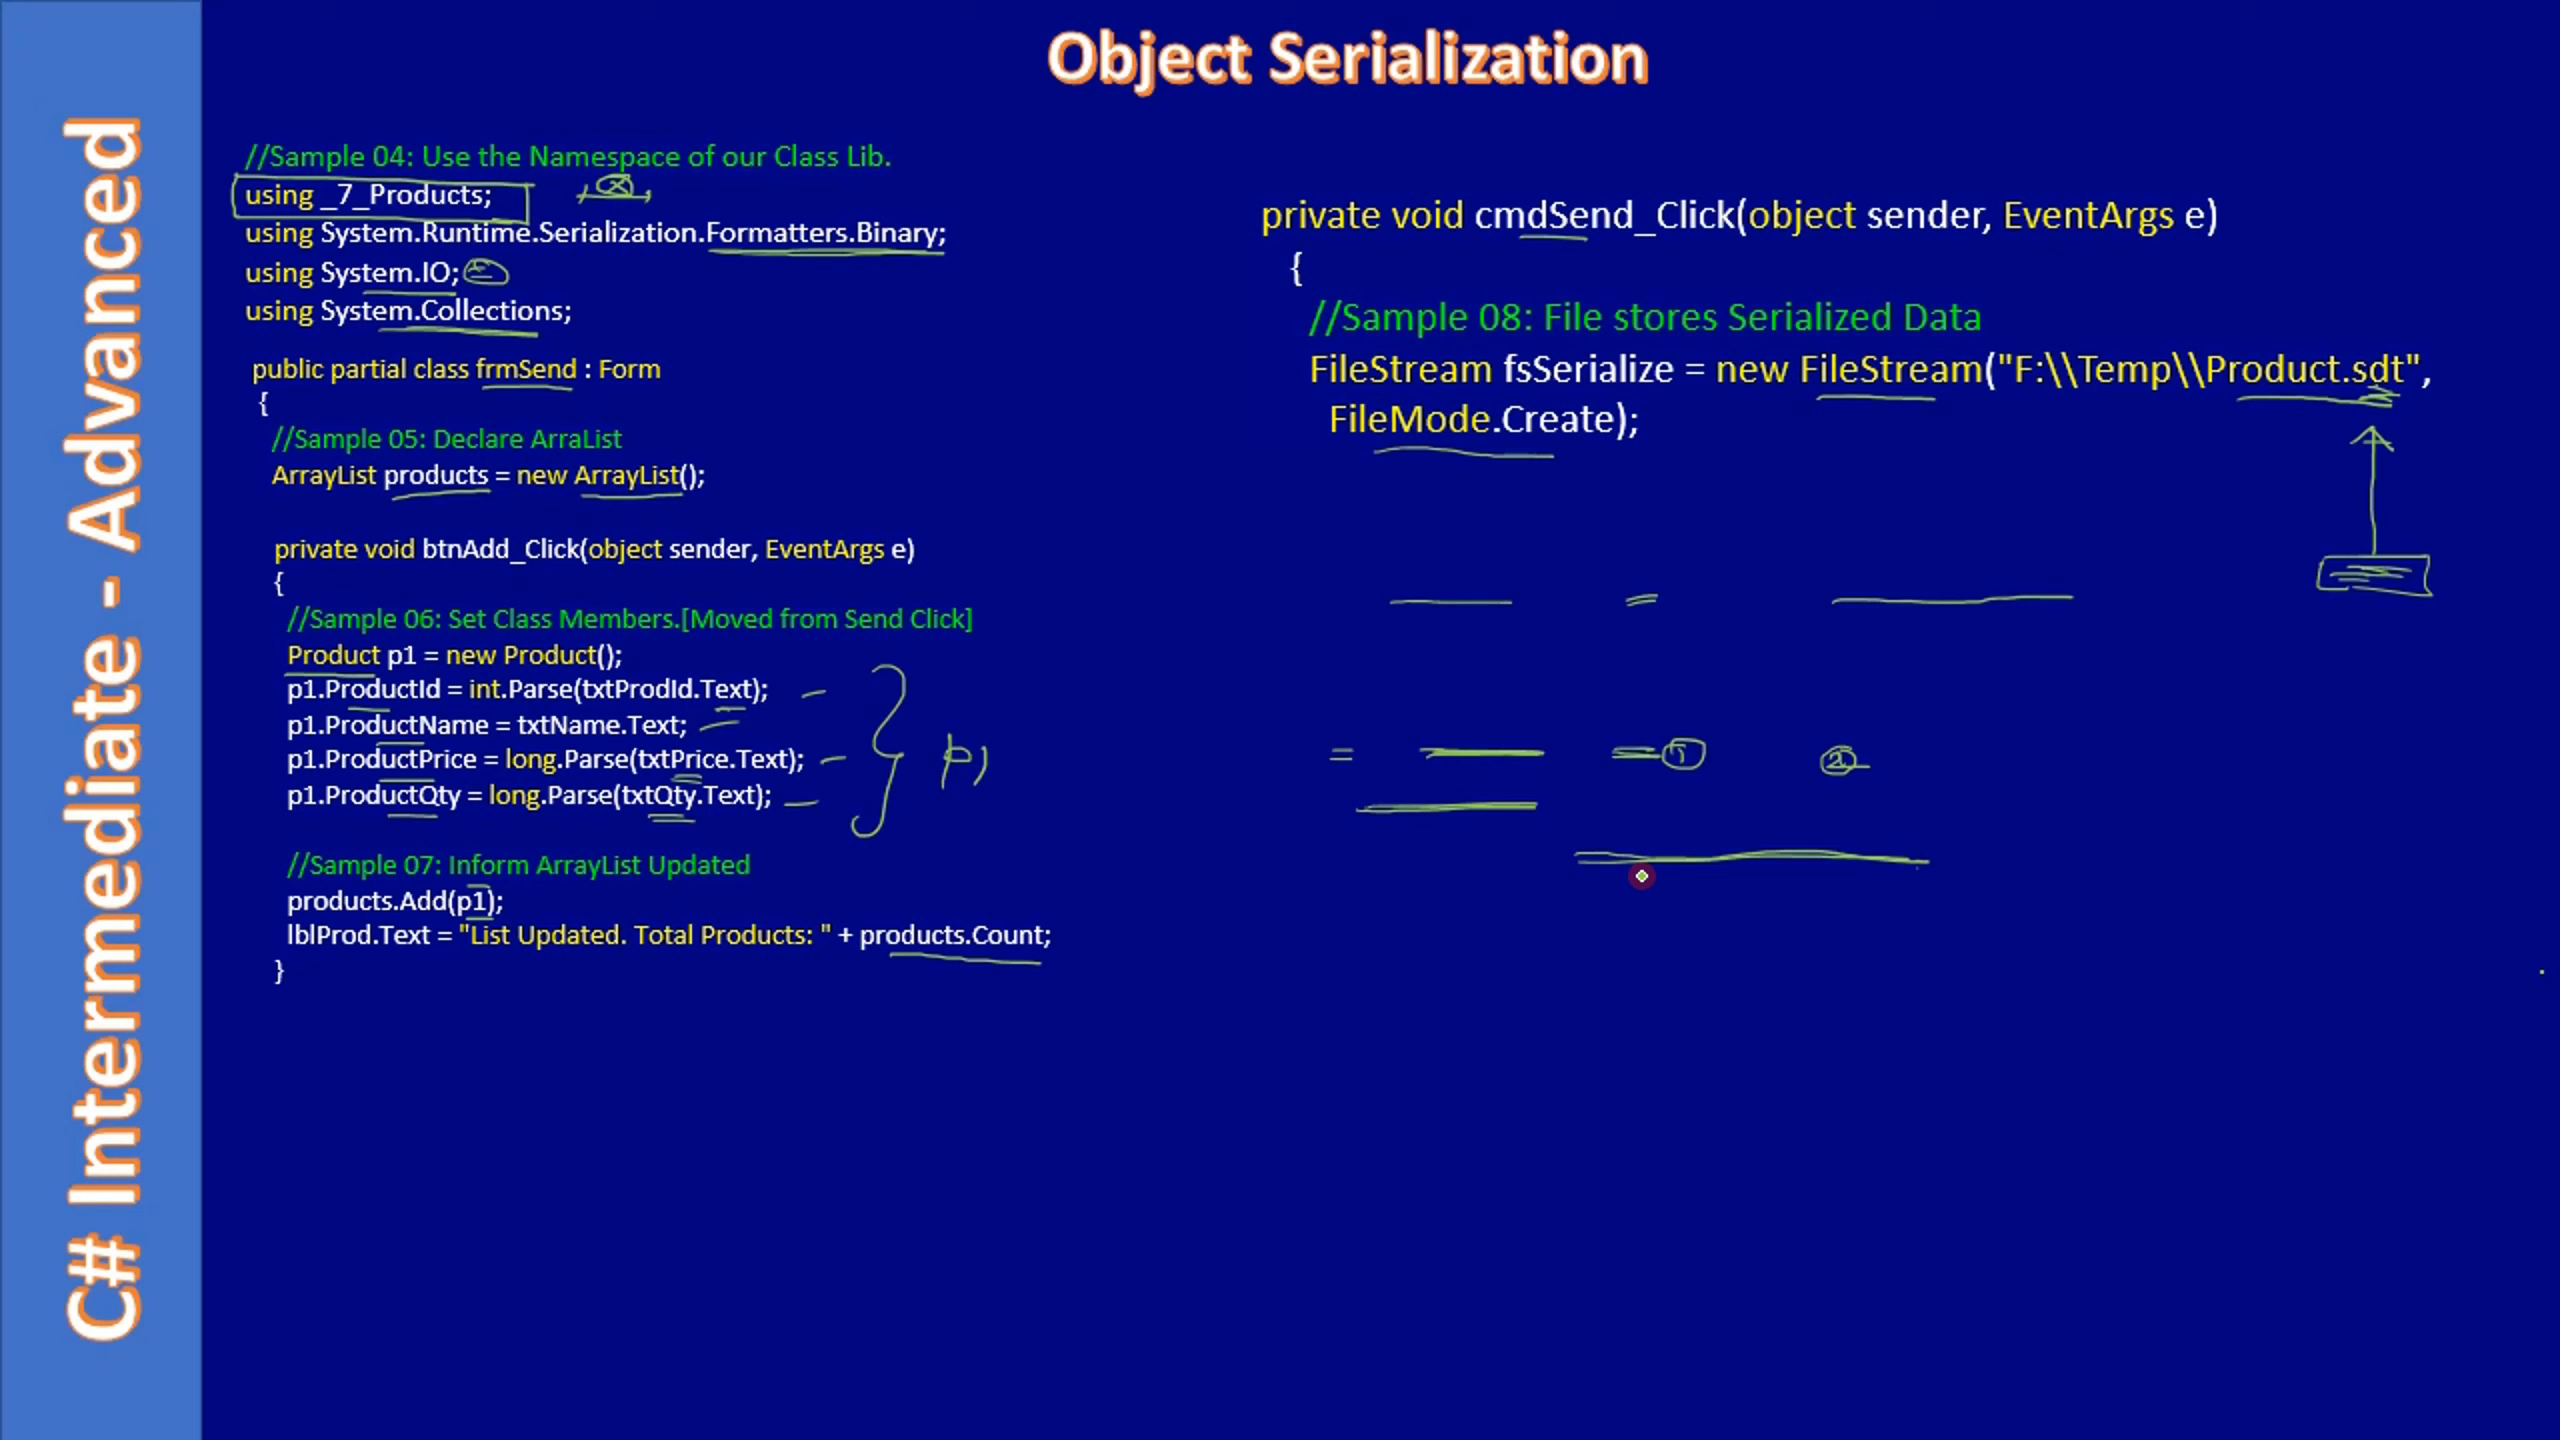 Object Serialization
C# Intermediate - Advanced
//Sample 04: Use the Namespace of our Class Lib.
using _7_Products;
using System.Runtime.Serialization.Formatters.Binary;
using System.IO;
using System.Collections;
public partial class frmSend : Form
{
//Sample 05: Declare ArraList
ArrayList products = new ArrayList();
private void btnAdd_Click(object sender, EventArgs e)
{
//Sample 06: Set Class Members.[Moved from Send Click]
Product p1 = new Product();
p1.ProductId = int.Parse(txtProdId.Text);
p1.ProductName = txtName.Text;
p1.ProductPrice = long.Parse(txtPrice.Text);
p1.ProductQty = long.Parse(txtQty.Text);
p1
//Sample 07: Inform ArrayList Updated
products.Add(p1);
lblProd.Text = "List Updated. Total Products: " + products.Count;
}
private void cmdSend_Click(object sender, EventArgs e)
{
//Sample 08: File stores Serialized Data
FileStream fsSerialize = new FileStream("F:\\Temp\\Product.sdt",
FileMode.Create);